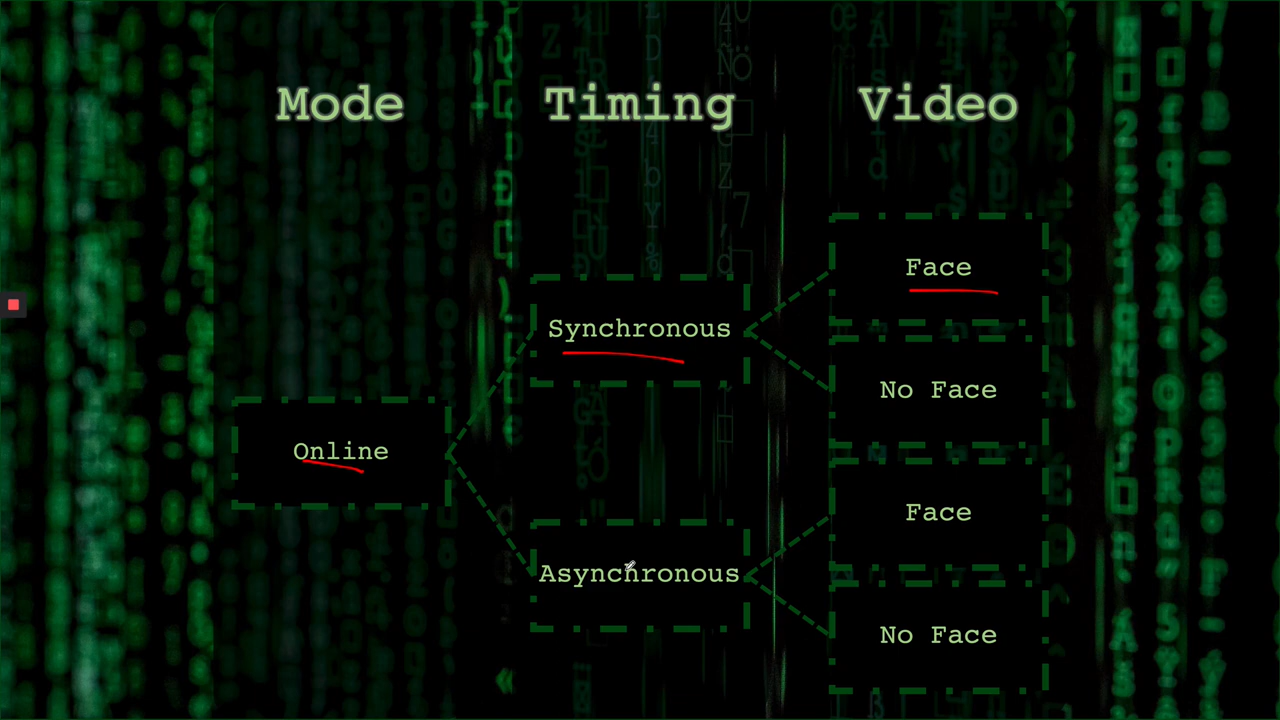 Mode Timing Video
Face
Synchronous
No Face
Online
Face
Asynchronous
No Face